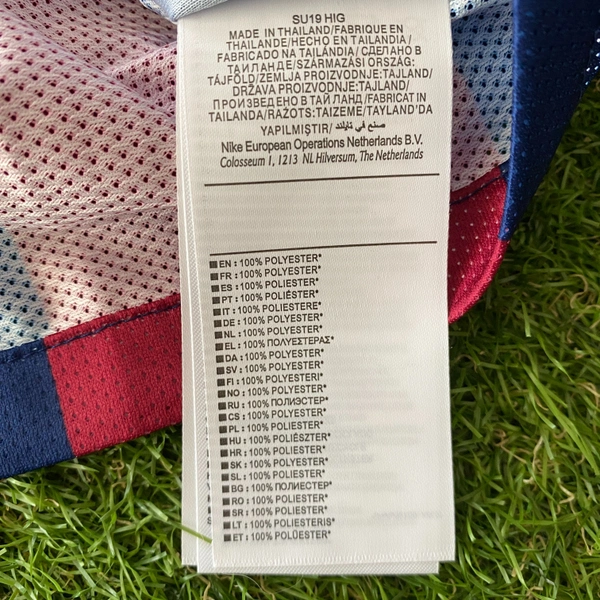 SU19 HIG
MADE IN THAILAND/FABRIQUE EN
THAILANDE/HECHO EN TAILANDIA/
FABRICADO NA TAILÂNDIA/СДЕЛАНО В
ТАИЛАНДЕ/SZÁRMAZÁSI ORSZÁG:
TÁJFÖLD/ZEMLJA PROIZVODNJE:TAJLAND/
DRŽAVA PROIZVODNJE:TAJLAND/
ПРОИЗВЕДЕНО В ТАЙЛАНД/FABRICAT IN
TAILANDA/RAŽOTS:TAIZEME/TAYLAND'DA
YAPILMIŞTIR/ صنع في تايلند
Nike European Operations Netherlands B.V.
Colosseum 1, 1213 NL Hilversum, The Netherlands
EN : 100% POLYESTER*
FR : 100% POLYESTER*
ES : 100% POLIÉSTER*
PT : 100% POLIÉSTER*
IT : 100% POLIESTERE*
DE : 100% POLYESTER*
NL : 100% POLYESTER*
EL : 100% ΠΟΛΥΕΣΤΕΡΑΣ*
DA : 100% POLYESTER*
SV : 100% POLYESTER*
FI : 100% POLYESTERI*
NO : 100% POLYESTER*
RU : 100% ПОЛИЭСТЕР*
CS : 100% POLYESTER*
PL : 100% POLIESTER*
HU : 100% POLIÉSZTER*
HR : 100% POLIESTER*
SK : 100% POLYESTER*
SL : 100% POLIESTER*
BG : 100% ПОЛИЕСТЕР*
RO : 100% POLIESTER*
SR : 100% POLIESTER*
LT : 100% POLIESTERIS*
ET : 100% POLÜESTER*